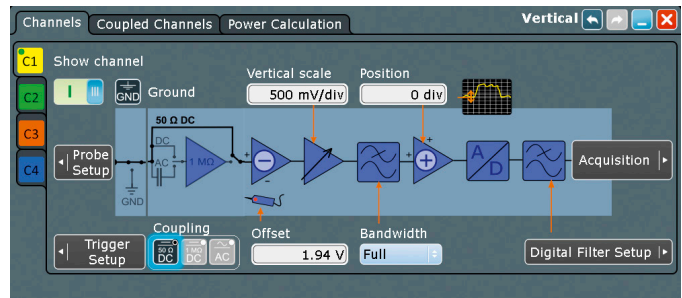 Channels Coupled Channels Power Calculation Vertical
C1 Show channel
Vertical scale Position
C2 I GND Ground 500 mV/div 0 div
50 Ω DC
C3 DC
Probe Setup AC 1 MΩ A/D Acquisition
C4
GND
Coupling Offset Bandwidth
Trigger Setup 50 Ω DC 1 MΩ DC AC 1.94 V Full Digital Filter Setup